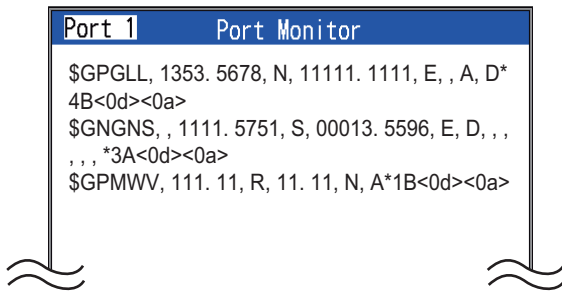 Port 1 Port Monitor
$GPGLL, 1353. 5678, N, 11111. 1111, E, , A, D*
4B<0d><0a>
$GNGNS, , 1111. 5751, S, 00013. 5596, E, D, , ,
, , , *3A<0d><0a>
$GPMWV, 111. 11, R, 11. 11, N, A*1B<0d><0a>